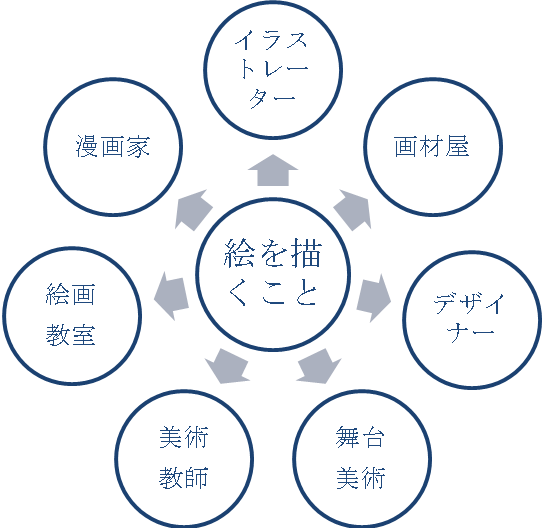 イラス
トレー
ター
画材屋
デザイ
ナー
舞台
美術
美術
教師
絵画
教室
漫画家
絵を描
くこと